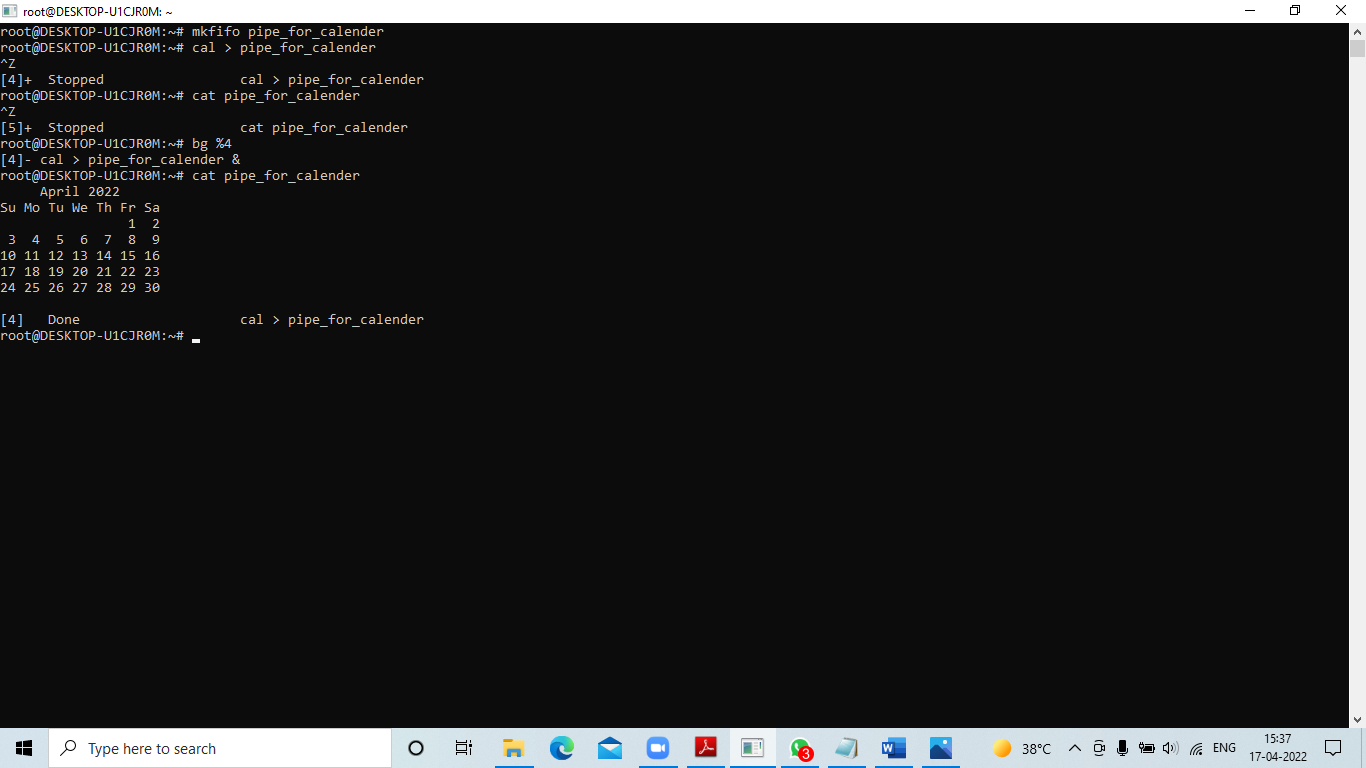 root@DESKTOP-U1CJR0M: ~
root@DESKTOP-U1CJR0M:~# mkfifo pipe_for_calender
root@DESKTOP-U1CJR0M:~# cal > pipe_for_calender
^Z
[4]+  Stopped                 cal > pipe_for_calender
root@DESKTOP-U1CJR0M:~# cat pipe_for_calender
^Z
[5]+  Stopped                 cat pipe_for_calender
root@DESKTOP-U1CJR0M:~# bg %4
[4]- cal > pipe_for_calender &
root@DESKTOP-U1CJR0M:~# cat pipe_for_calender
     April 2022
Su Mo Tu We Th Fr Sa
                1  2
 3  4  5  6  7  8  9
10 11 12 13 14 15 16
17 18 19 20 21 22 23
24 25 26 27 28 29 30
[4]   Done                    cal > pipe_for_calender
root@DESKTOP-U1CJR0M:~#
Type here to search
3
38°C
ENG
15:37
17-04-2022